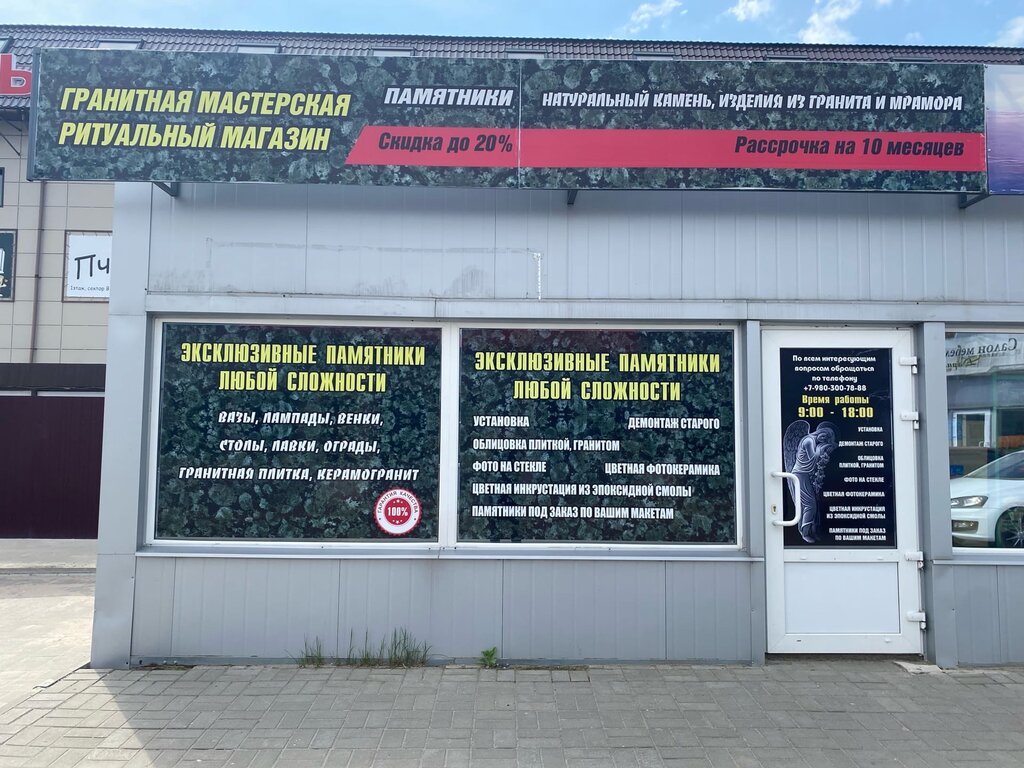 ГРАНИТНАЯ МАСТЕРСКАЯ
РИТУАЛЬНЫЙ МАГАЗИН
ПАМЯТНИКИ
Скидка до 20%
НАТУРАЛЬНЫЙ КАМЕНЬ, ИЗДЕЛИЯ ИЗ ГРАНИТА И МРАМОРА
Рассрочка на 10 месяцев
Ь
Пч
1этаж, сектор В
ЭКСКЛЮЗИВНЫЕ ПАМЯТНИКИ
ЛЮБОЙ СЛОЖНОСТИ
ВАЗЫ, ЛАМПАДЫ, ВЕНКИ,
СТОЛЫ, ЛАВКИ, ОГРАДЫ,
ГРАНИТНАЯ ПЛИТКА, КЕРАМОГРАНИТ
ГАРАНТИЯ КАЧЕСТВА
100%
ЭКСКЛЮЗИВНЫЕ ПАМЯТНИКИ
ЛЮБОЙ СЛОЖНОСТИ
УСТАНОВКА ДЕМОНТАЖ СТАРОГО
ОБЛИЦОВКА ПЛИТКОЙ, ГРАНИТОМ
ФОТО НА СТЕКЛЕ ЦВЕТНАЯ ФОТОКЕРАМИКА
ЦВЕТНАЯ ИНКРУСТАЦИЯ ИЗ ЭПОКСИДНОЙ СМОЛЫ
ПАМЯТНИКИ ПОД ЗАКАЗ ПО ВАШИМ МАКЕТАМ
По всем интересующим
вопросам обращаться
по телефону
+7-980-300-78-88
Время работы
9:00 - 18:00
УСТАНОВКА
ДЕМОНТАЖ СТАРОГО
ОБЛИЦОВКА
ПЛИТКОЙ, ГРАНИТОМ
ФОТО НА СТЕКЛЕ
ЦВЕТНАЯ ФОТОКЕРАМИКА
ЦВЕТНАЯ ИНКРУСТАЦИЯ
ИЗ ЭПОКСИДНОЙ СМОЛЫ
ПАМЯТНИКИ ПОД ЗАКАЗ
ПО ВАШИМ МАКЕТАМ
Салон мебели